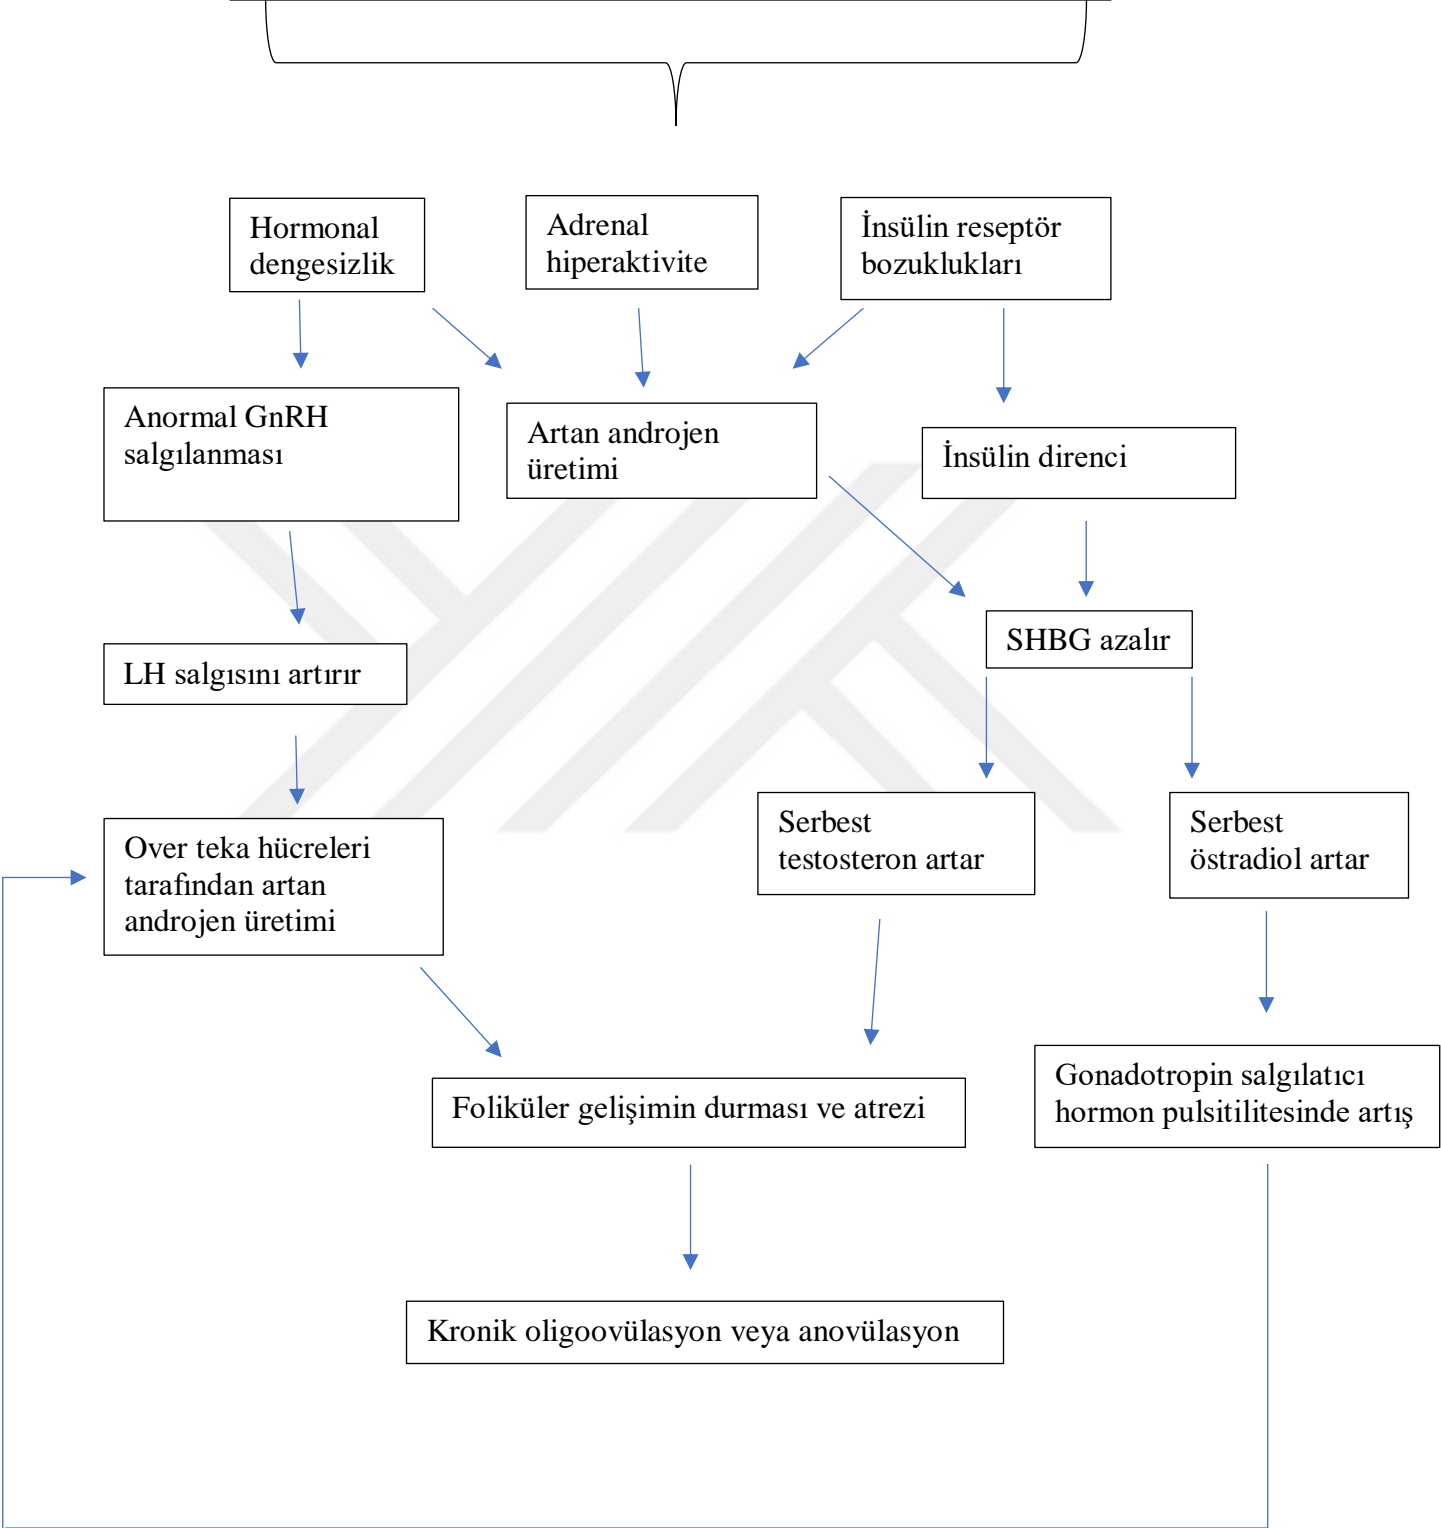 Hormonal
dengesizlik
Adrenal
hiperaktivite
İnsülin reseptör
bozuklukları
Anormal GnRH
salgılanması
Artan androjen
üretimi
İnsülin direnci
LH salgısını artırır
SHBG azalır
Over teka hücreleri
tarafından artan
androjen üretimi
Serbest
testosteron artar
Serbest
östradiol artar
Foliküler gelişimin durması ve atrezi
Gonadotropin salgılatıcı
hormon pulsitilitesinde artış
Kronik oligoovülasyon veya anovülasyon